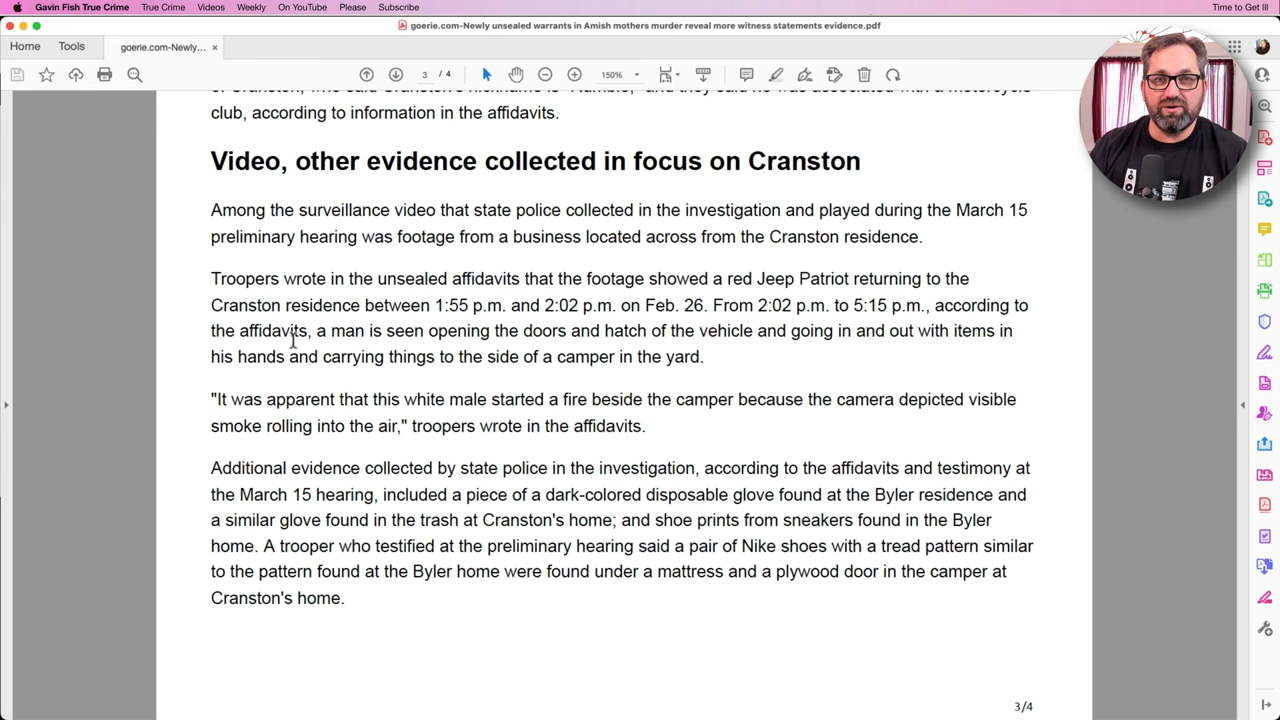 Gavin Fish True Crime True Crime Videos Weekly On YouTube Please Subscribe Time to Get Ill
goerie.com-Newly unsealed warrants in Amish mothers murder reveal more witness statements evidence.pdf
Home Tools goerie.com-Newly... ×
3 / 4 150%
club, according to information in the affidavits.
Video, other evidence collected in focus on Cranston
Among the surveillance video that state police collected in the investigation and played during the March 15
preliminary hearing was footage from a business located across from the Cranston residence.
Troopers wrote in the unsealed affidavits that the footage showed a red Jeep Patriot returning to the
Cranston residence between 1:55 p.m. and 2:02 p.m. on Feb. 26. From 2:02 p.m. to 5:15 p.m., according to
the affidavits, a man is seen opening the doors and hatch of the vehicle and going in and out with items in
his hands and carrying things to the side of a camper in the yard.
"It was apparent that this white male started a fire beside the camper because the camera depicted visible
smoke rolling into the air," troopers wrote in the affidavits.
Additional evidence collected by state police in the investigation, according to the affidavits and testimony at
the March 15 hearing, included a piece of a dark-colored disposable glove found at the Byler residence and
a similar glove found in the trash at Cranston's home; and shoe prints from sneakers found in the Byler
home. A trooper who testified at the preliminary hearing said a pair of Nike shoes with a tread pattern similar
to the pattern found at the Byler home were found under a mattress and a plywood door in the camper at
Cranston's home.
3/4